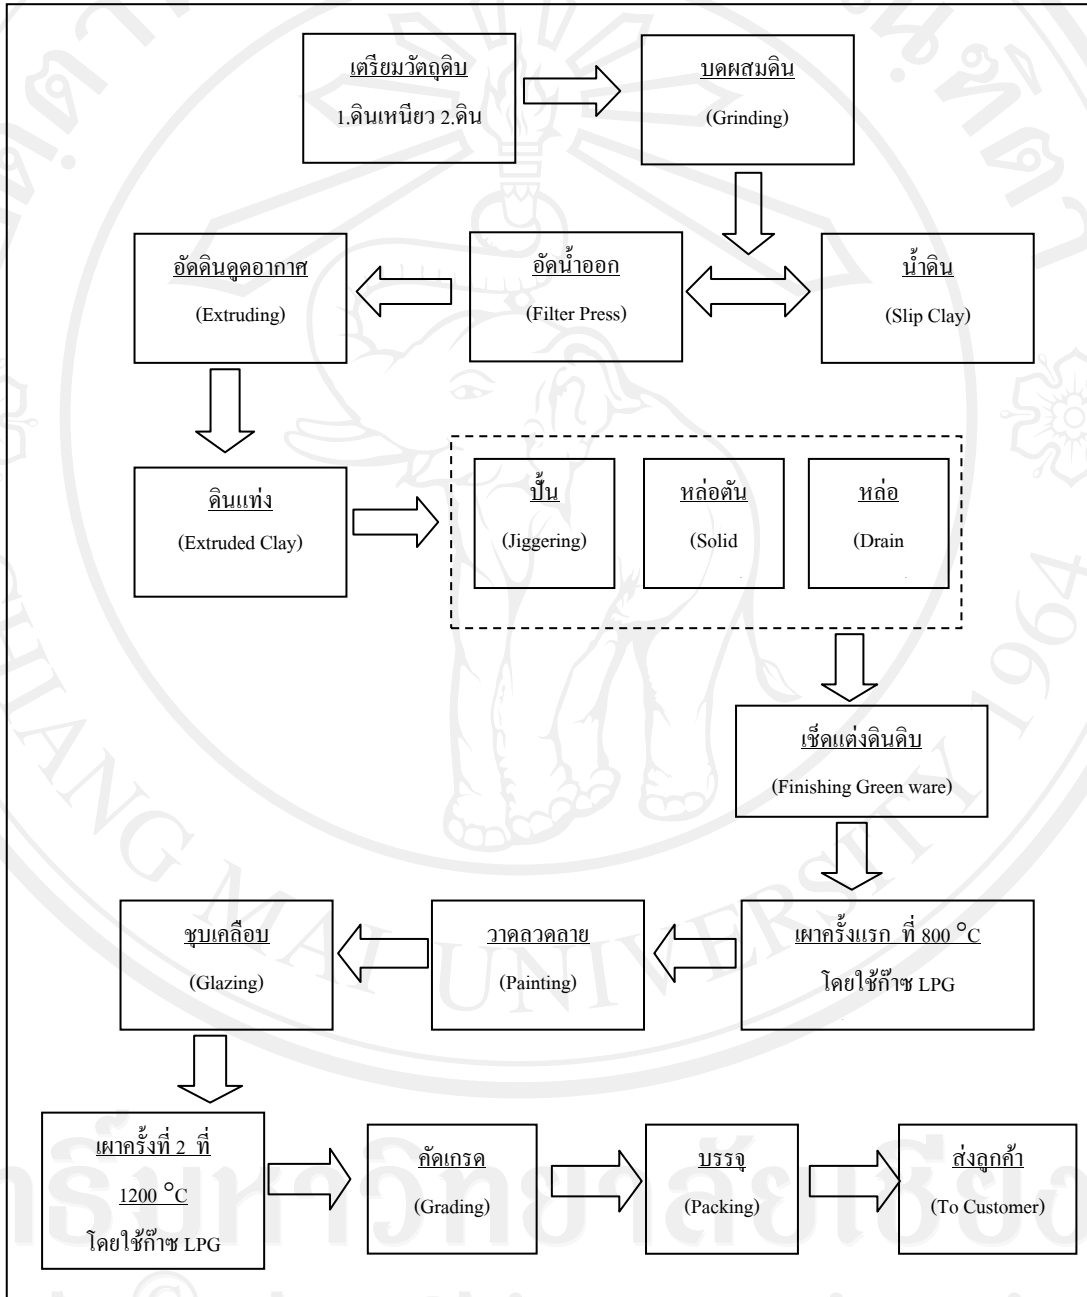 เตรียมวัตถุดิบ
1.ดินเหนียว 2.ดิน
บดผสมดิน
(Grinding)
อัดดินดูดอากาศ
(Extruding)
อัดน้ำออก
(Filter Press)
น้ำดิน
(Slip Clay)
ดินแท่ง
(Extruded Clay)
ปั้น
(Jiggering)
หล่อตัน
(Solid
หล่อ
(Drain
เช็ดแต่งดินดิบ
(Finishing Green ware)
เผาครั้งแรก ที่ 800 °C
โดยใช้ก๊าซ LPG
วาดลวดลาย
(Painting)
ชุบเคลือบ
(Glazing)
เผาครั้งที่ 2 ที่
1200 °C
โดยใช้ก๊าซ LPG
คัดเกรด
(Grading)
บรรจุ
(Packing)
ส่งลูกค้า
(To Customer)
CHIANG MAI UNIVERSITY 1964